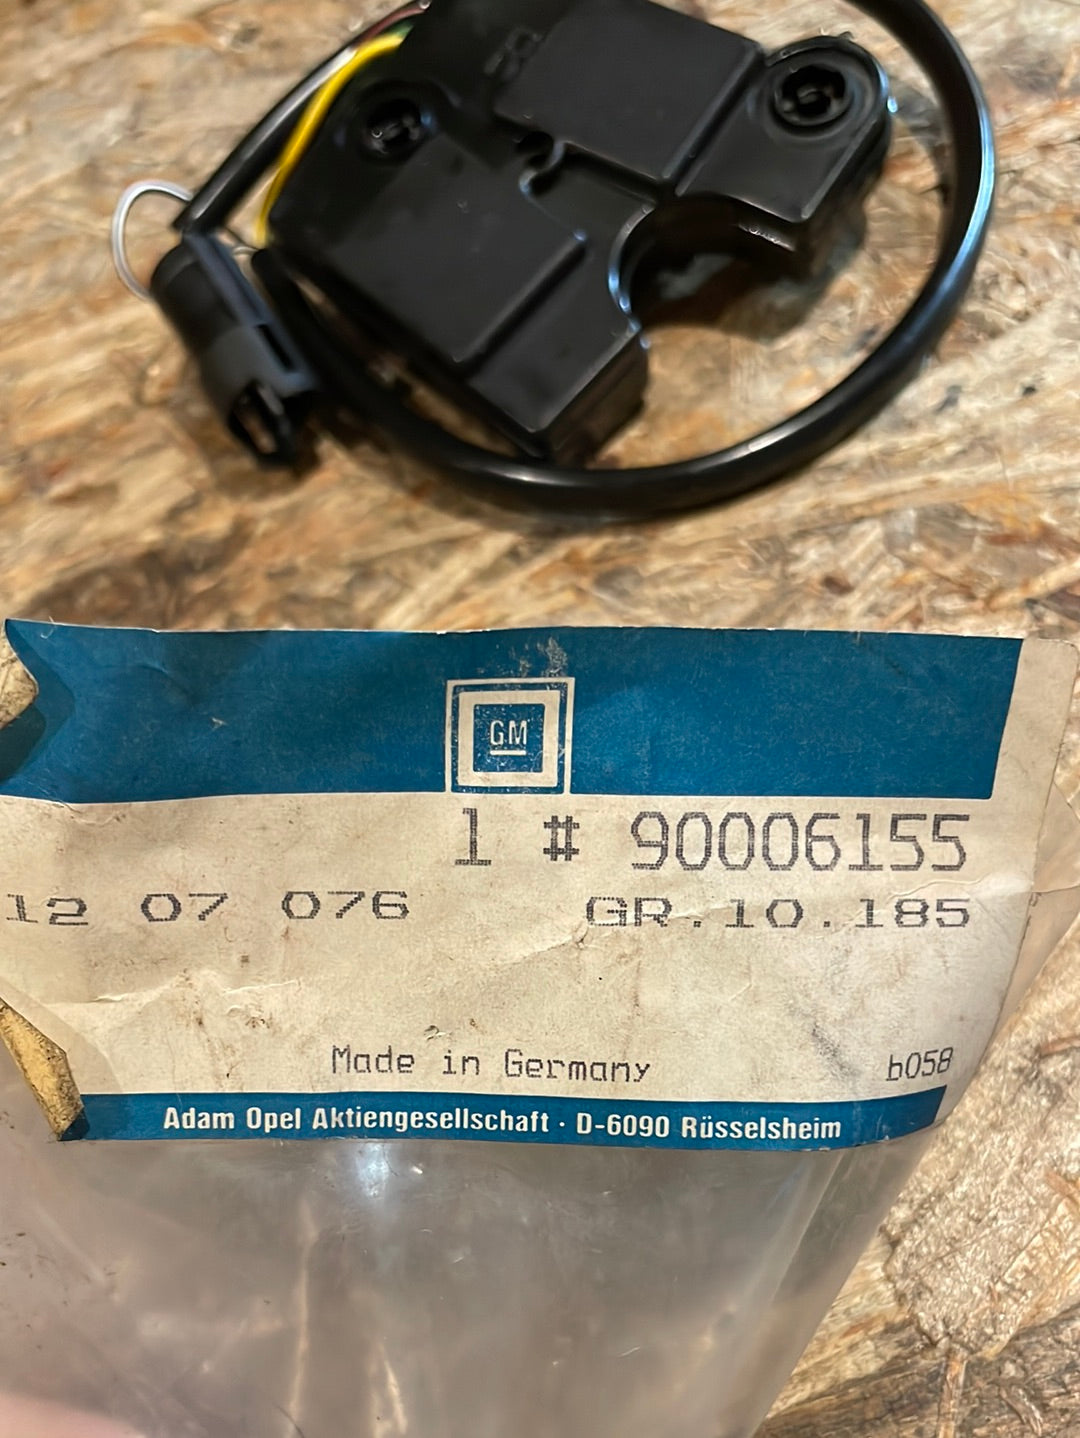 GM
1 # 90006155
12 07 076 GR.10.185
Made in Germany b058
Adam Opel Aktiengesellschaft · D-6090 Rüsselsheim